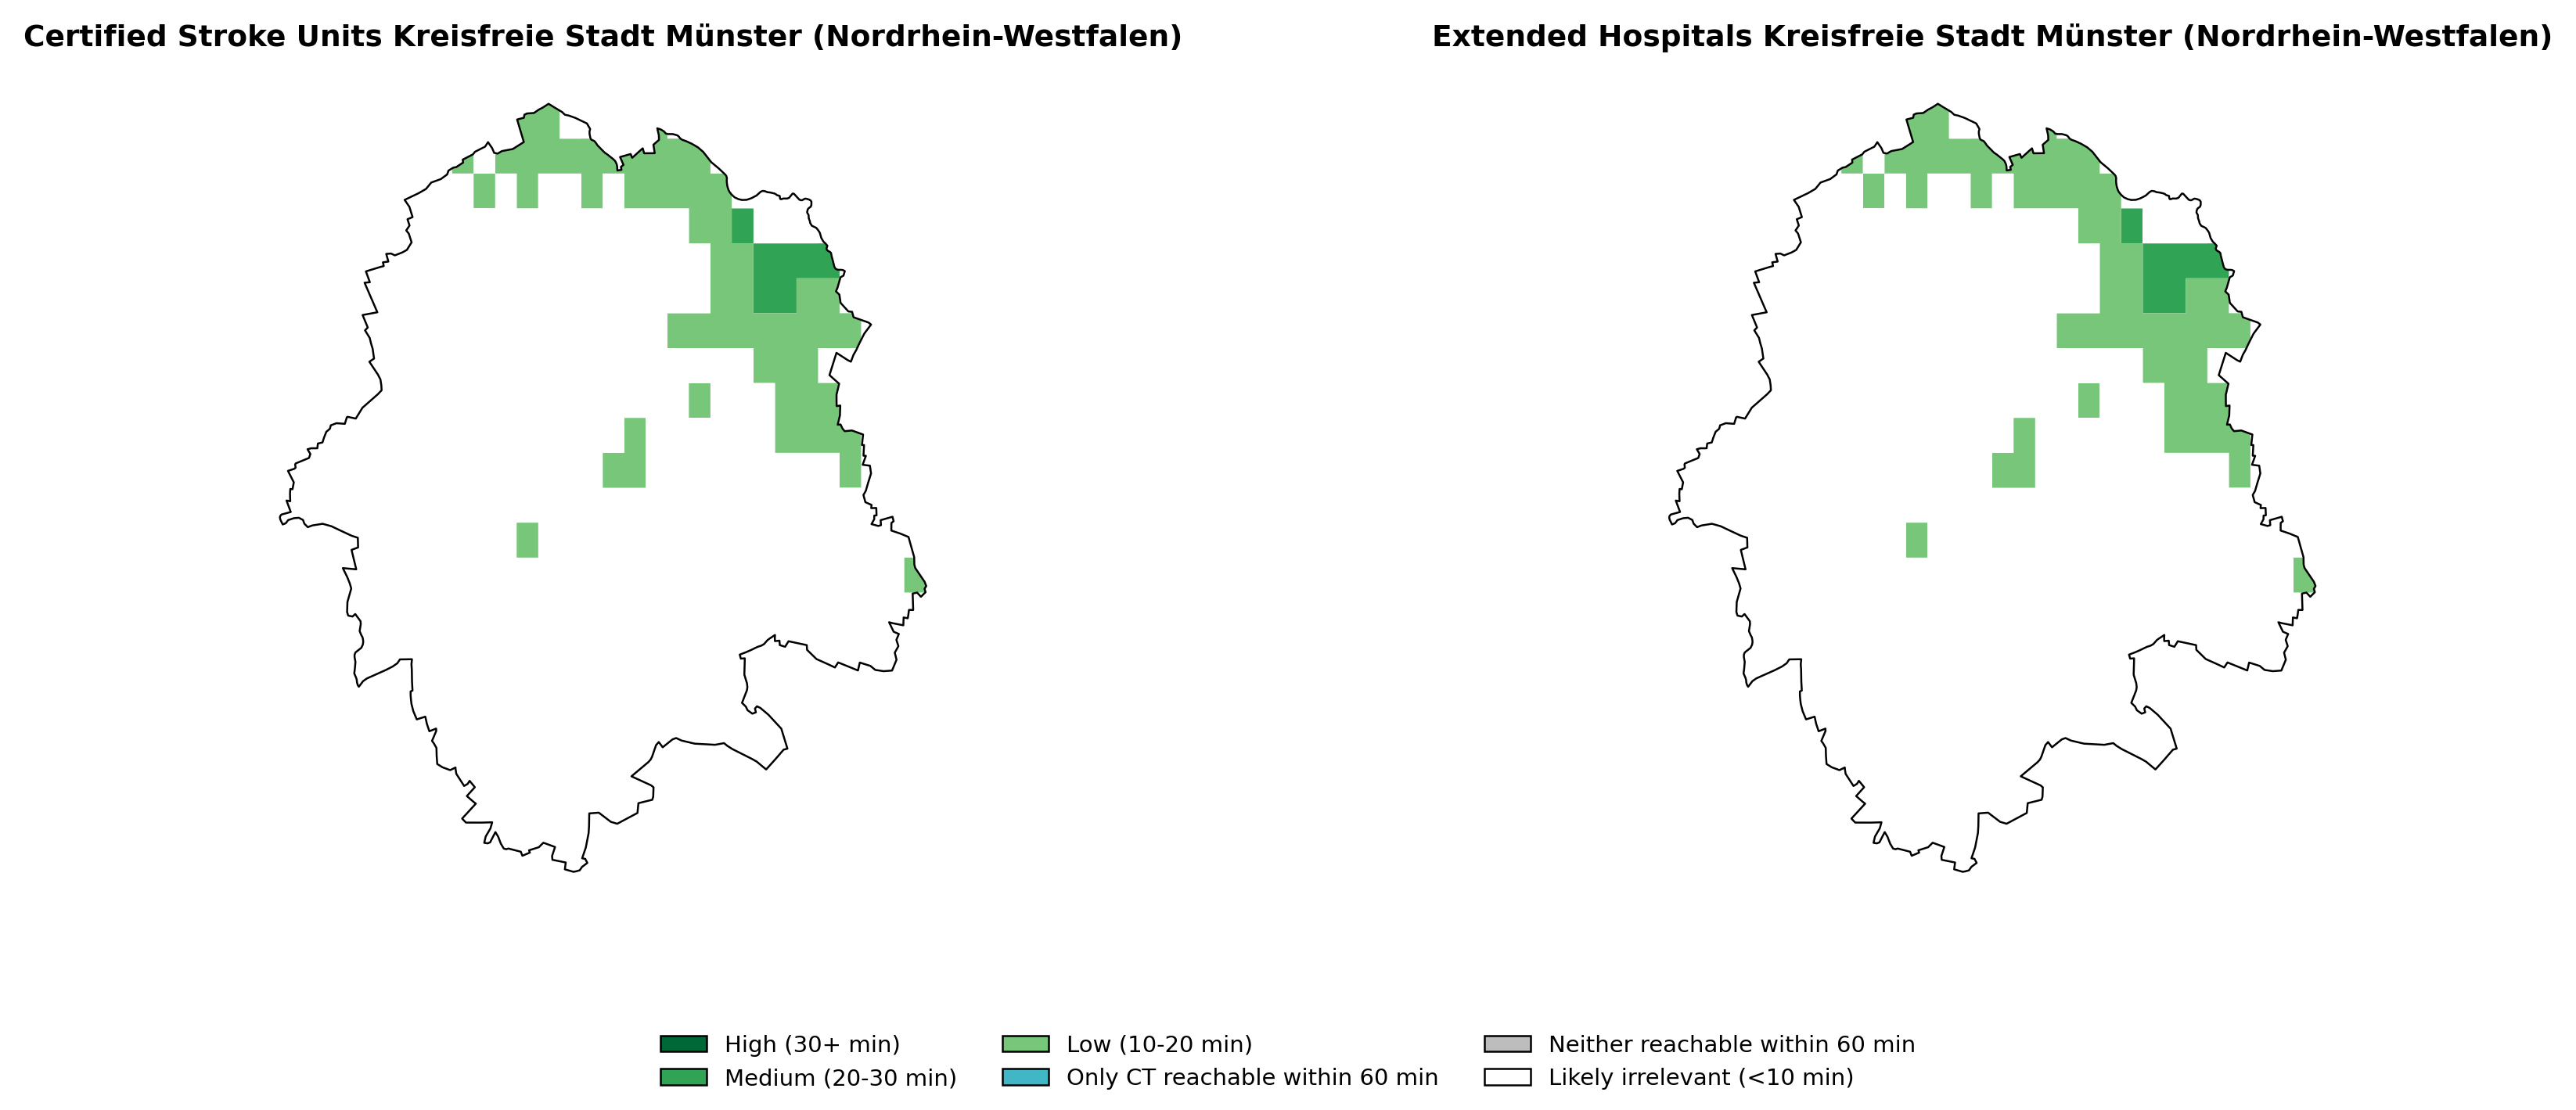 Certified Stroke Units Kreisfreie Stadt Münster (Nordrhein-Westfalen)
Extended Hospitals Kreisfreie Stadt Münster (Nordrhein-Westfalen)
High (30+ min)
Medium (20-30 min)
Low (10-20 min)
Only CT reachable within 60 min
Neither reachable within 60 min
Likely irrelevant (<10 min)